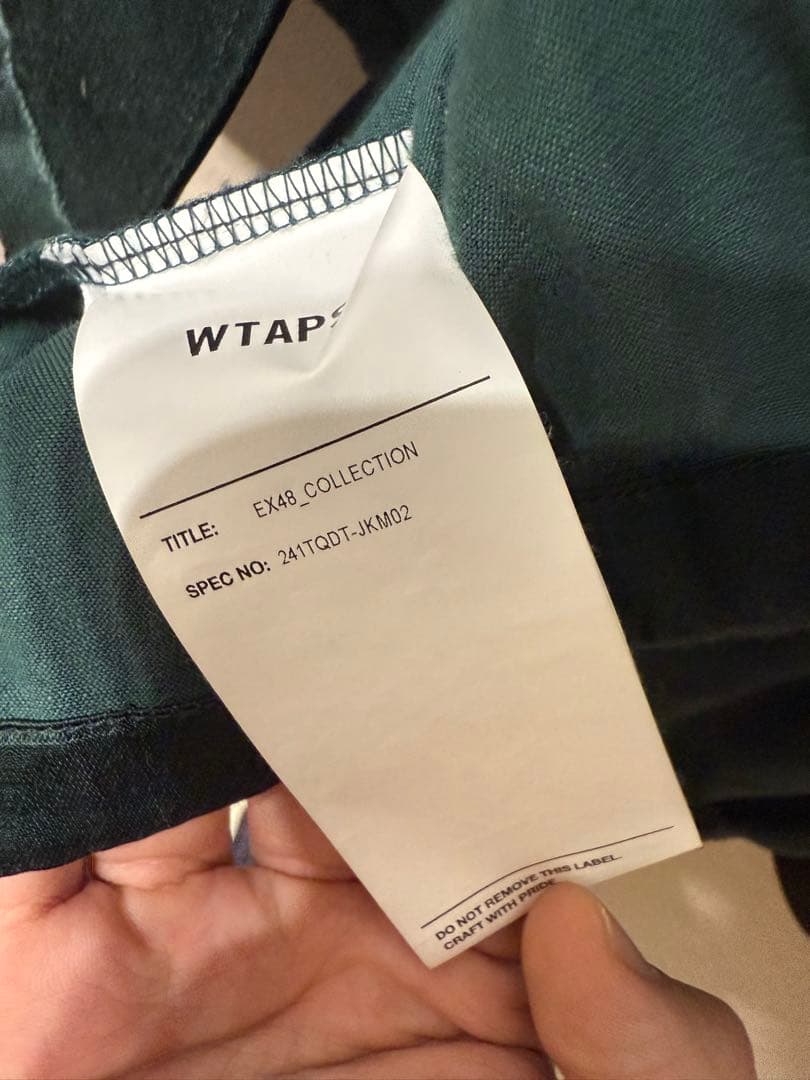 WTAPS
TITLE: EX48_COLLECTION
SPEC NO: 241TQDT-JKM02
DO NOT REMOVE THIS LABEL
CRAFT WITH PRIDE